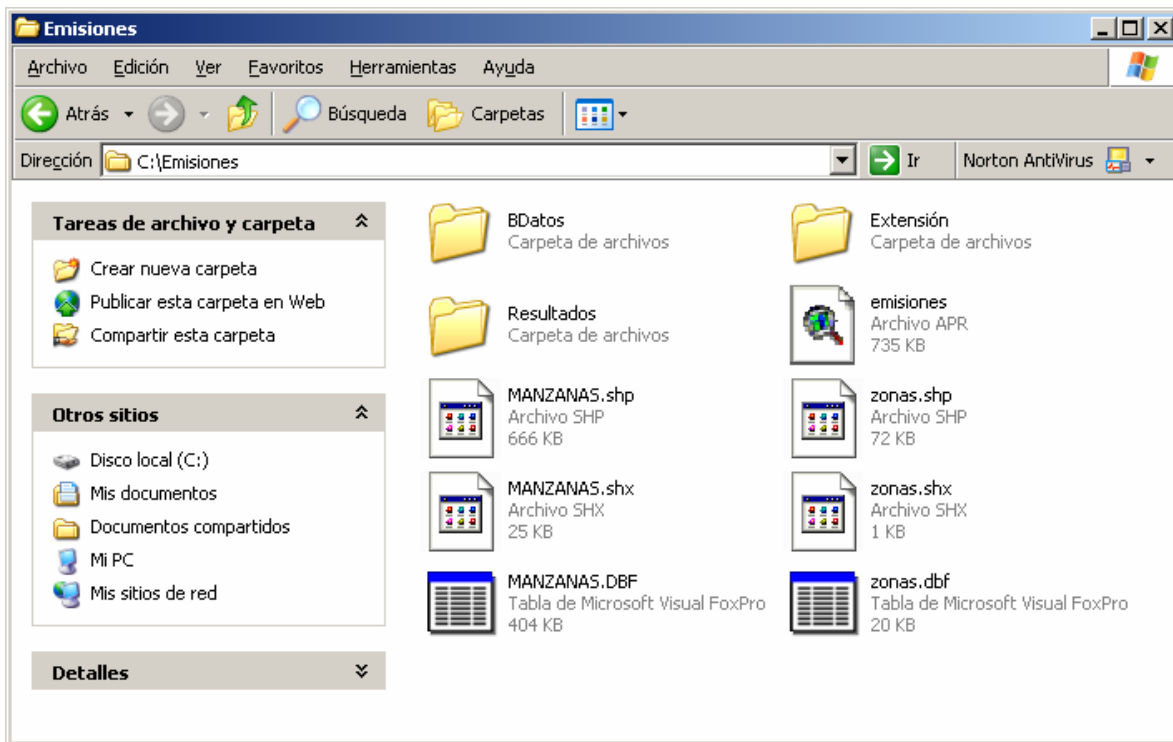 Emisiones
Archivo Edición Ver Favoritos Herramientas Ayuda
Atrás Búsqueda Carpetas
Dirección C:\Emisiones Ir Norton AntiVirus
Tareas de archivo y carpeta
Crear nueva carpeta
Publicar esta carpeta en Web
Compartir esta carpeta
Otros sitios
Disco local (C:)
Mis documentos
Documentos compartidos
Mi PC
Mis sitios de red
Detalles
BDatos
Carpeta de archivos
Extensión
Carpeta de archivos
Resultados
Carpeta de archivos
emisiones
Archivo APR
735 KB
MANZANAS.shp
Archivo SHP
666 KB
zonas.shp
Archivo SHP
72 KB
MANZANAS.shx
Archivo SHX
25 KB
zonas.shx
Archivo SHX
1 KB
MANZANAS.DBF
Tabla de Microsoft Visual FoxPro
404 KB
zonas.dbf
Tabla de Microsoft Visual FoxPro
20 KB